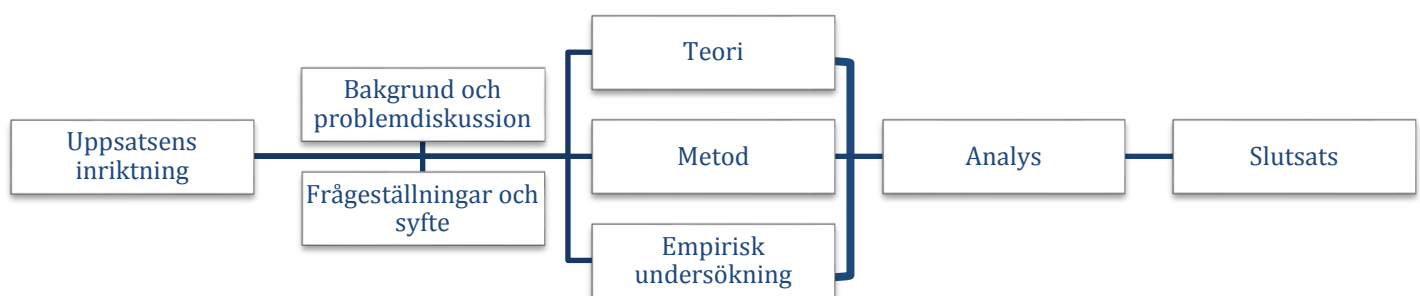 Uppsatsens
inriktning
Bakgrund och
problemdiskussion
Frågeställningar och
syfte
Teori
Metod
Empirisk
undersökning
Analys
Slutsats